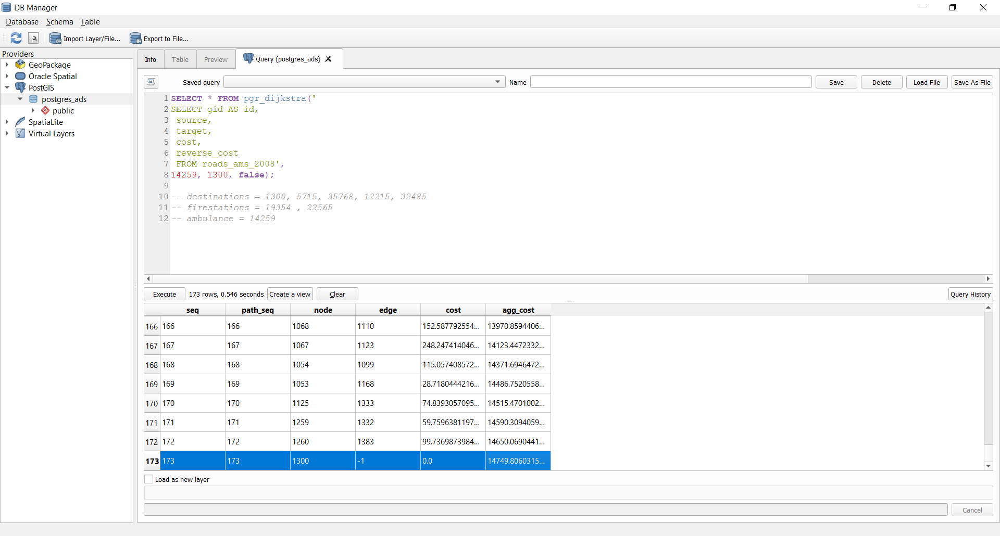 DB Manager
Database Schema Table
Import Layer/File... Export to File...
Providers
GeoPackage
Oracle Spatial
PostGIS
postgres_ads
public
SpatiaLite
Virtual Layers
Info Table Preview Query (postgres_ads)
SQL Saved query Name Save Delete Load File Save As File
1 SELECT * FROM pgr_dijkstra('
2 SELECT gid AS id,
3 source,
4 target,
5 cost,
6 reverse_cost
7 FROM roads_ams_2008',
8 14259, 1300, false);
9
10 -- destinations = 1300, 5715, 35768, 12215, 32485
11 -- firestations = 19354 , 22565
12 -- ambulance = 14259
Execute 173 rows, 0.546 seconds Create a view Clear Query History
seq path_seq node edge cost agg_cost
166 166 166 1068 1110 152.587792554... 13970.8594406...
167 167 167 1067 1123 248.247414046... 14123.4472332...
168 168 168 1054 1099 115.057408572... 14371.6946472...
169 169 169 1053 1168 28.7180444216... 14486.7520558...
170 170 170 1125 1333 74.8393057095... 14515.4701002...
171 171 171 1259 1332 59.7596381197... 14590.3094059...
172 172 172 1260 1383 99.7369873984... 14650.0690441...
173 173 173 1300 -1 0.0 14749.8060315...
Load as new layer
Cancel